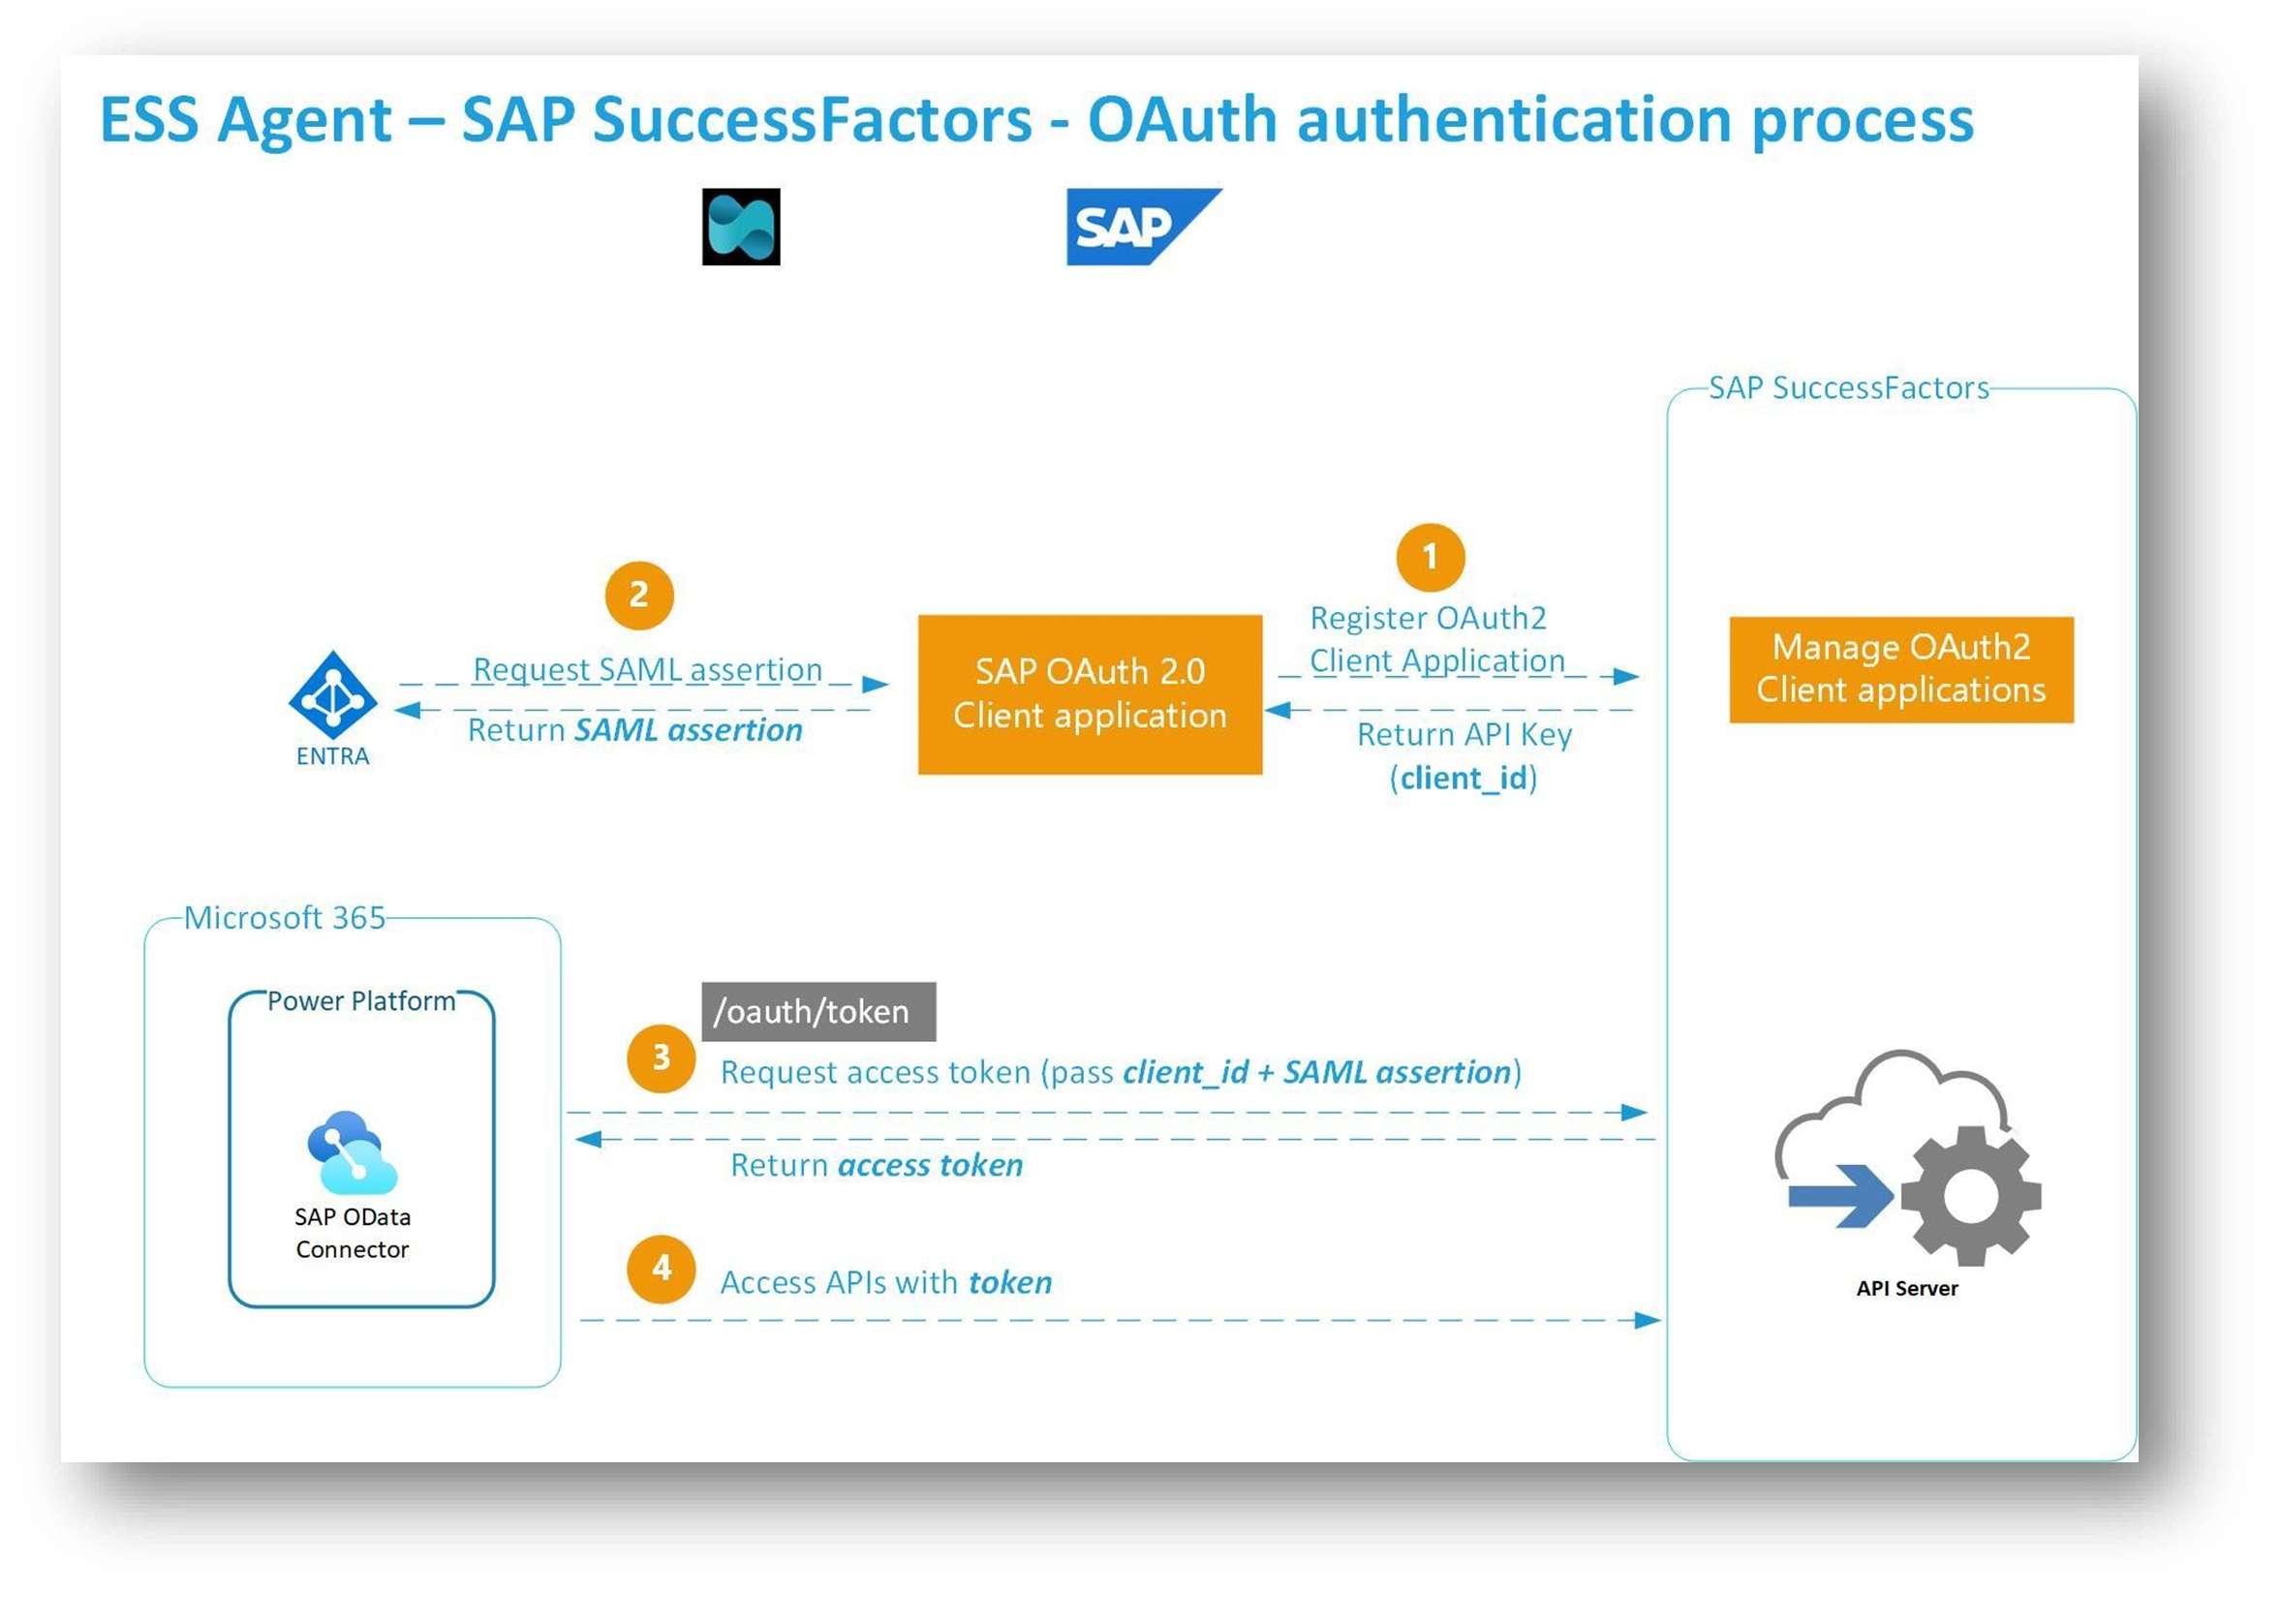 ESS Agent – SAP SuccessFactors - OAuth authentication process
SAP
SAP SuccessFactors
1
Register OAuth2
Client Application
Return API Key
(client_id)
Manage OAuth2
Client applications
2
Request SAML assertion
Return SAML assertion
ENTRA
SAP OAuth 2.0
Client application
Microsoft 365
Power Platform
SAP OData
Connector
/oauth/token
3
Request access token (pass client_id + SAML assertion)
Return access token
4
Access APIs with token
API Server